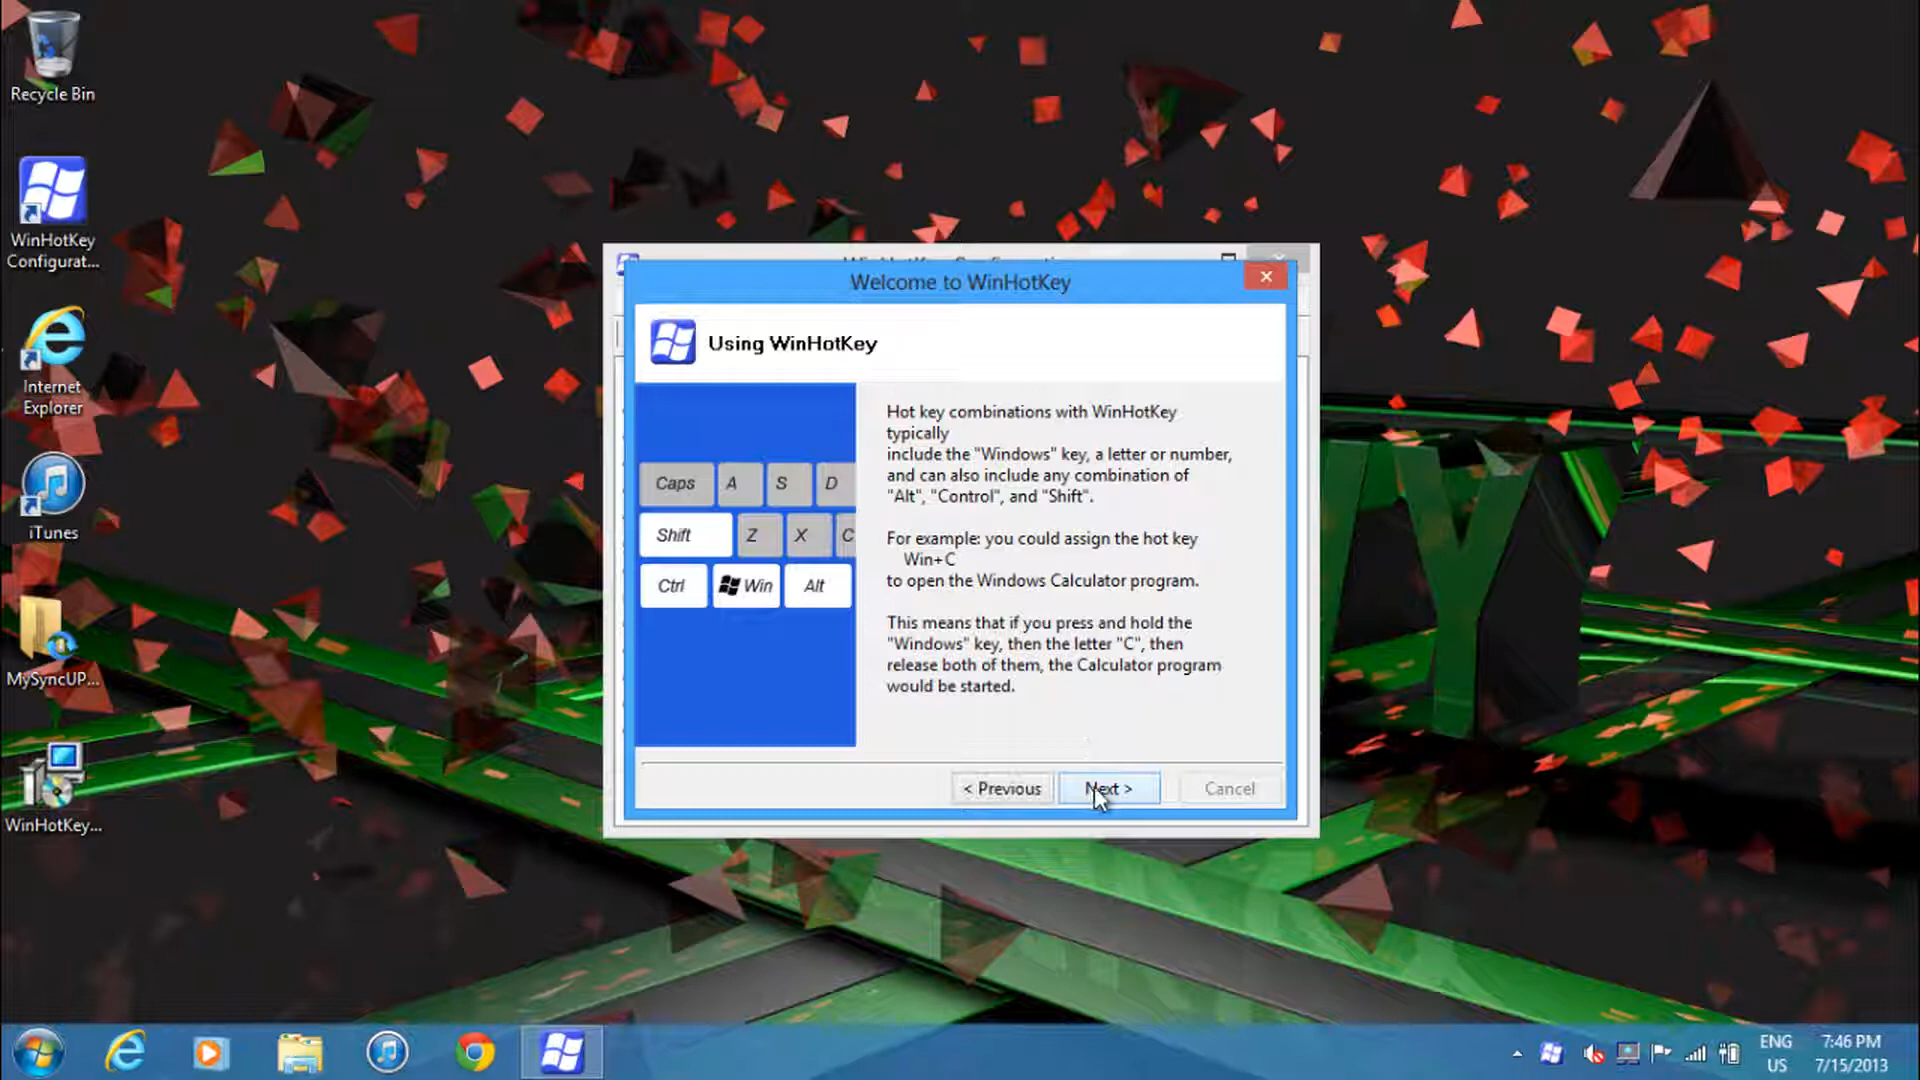 Recycle Bin
WinHotKey
Configurat...
Internet
Explorer
iTunes
MySyncUP...
WinHotKey...
Welcome to WinHotKey
Using WinHotKey
Caps A S D
Shift Z X C
Ctrl Win Alt
Hot key combinations with WinHotKey
typically
include the "Windows" key, a letter or number,
and can also include any combination of
"Alt", "Control", and "Shift".
For example: you could assign the hot key
Win+C
to open the Windows Calculator program.
This means that if you press and hold the
"Windows" key, then the letter "C", then
release both of them, the Calculator program
would be started.
< Previous
Next >
Cancel
ENG
US
7:46 PM
7/15/2013